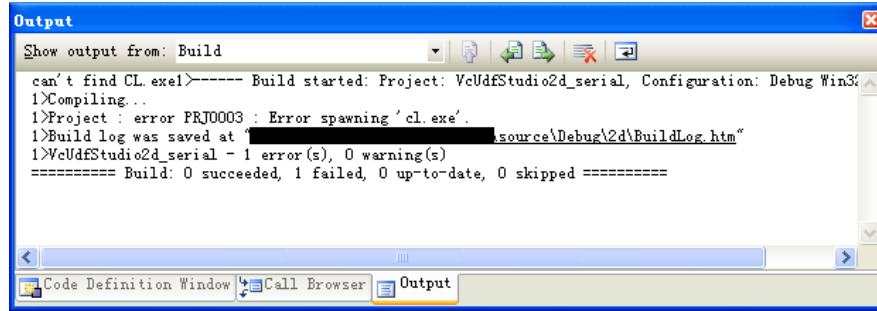 Output
Show output from: Build
can't find CL.exe1>------ Build started: Project: VcUdfStudio2d_serial, Configuration: Debug Win32
1>Compiling...
1>Project : error PRJ0003 : Error spawning 'cl.exe'.
1>Build log was saved at "\source\Debug\2d\BuildLog.htm"
1>VcUdfStudio2d_serial - 1 error(s), 0 warning(s)
========== Build: 0 succeeded, 1 failed, 0 up-to-date, 0 skipped ==========
Code Definition Window Call Browser Output